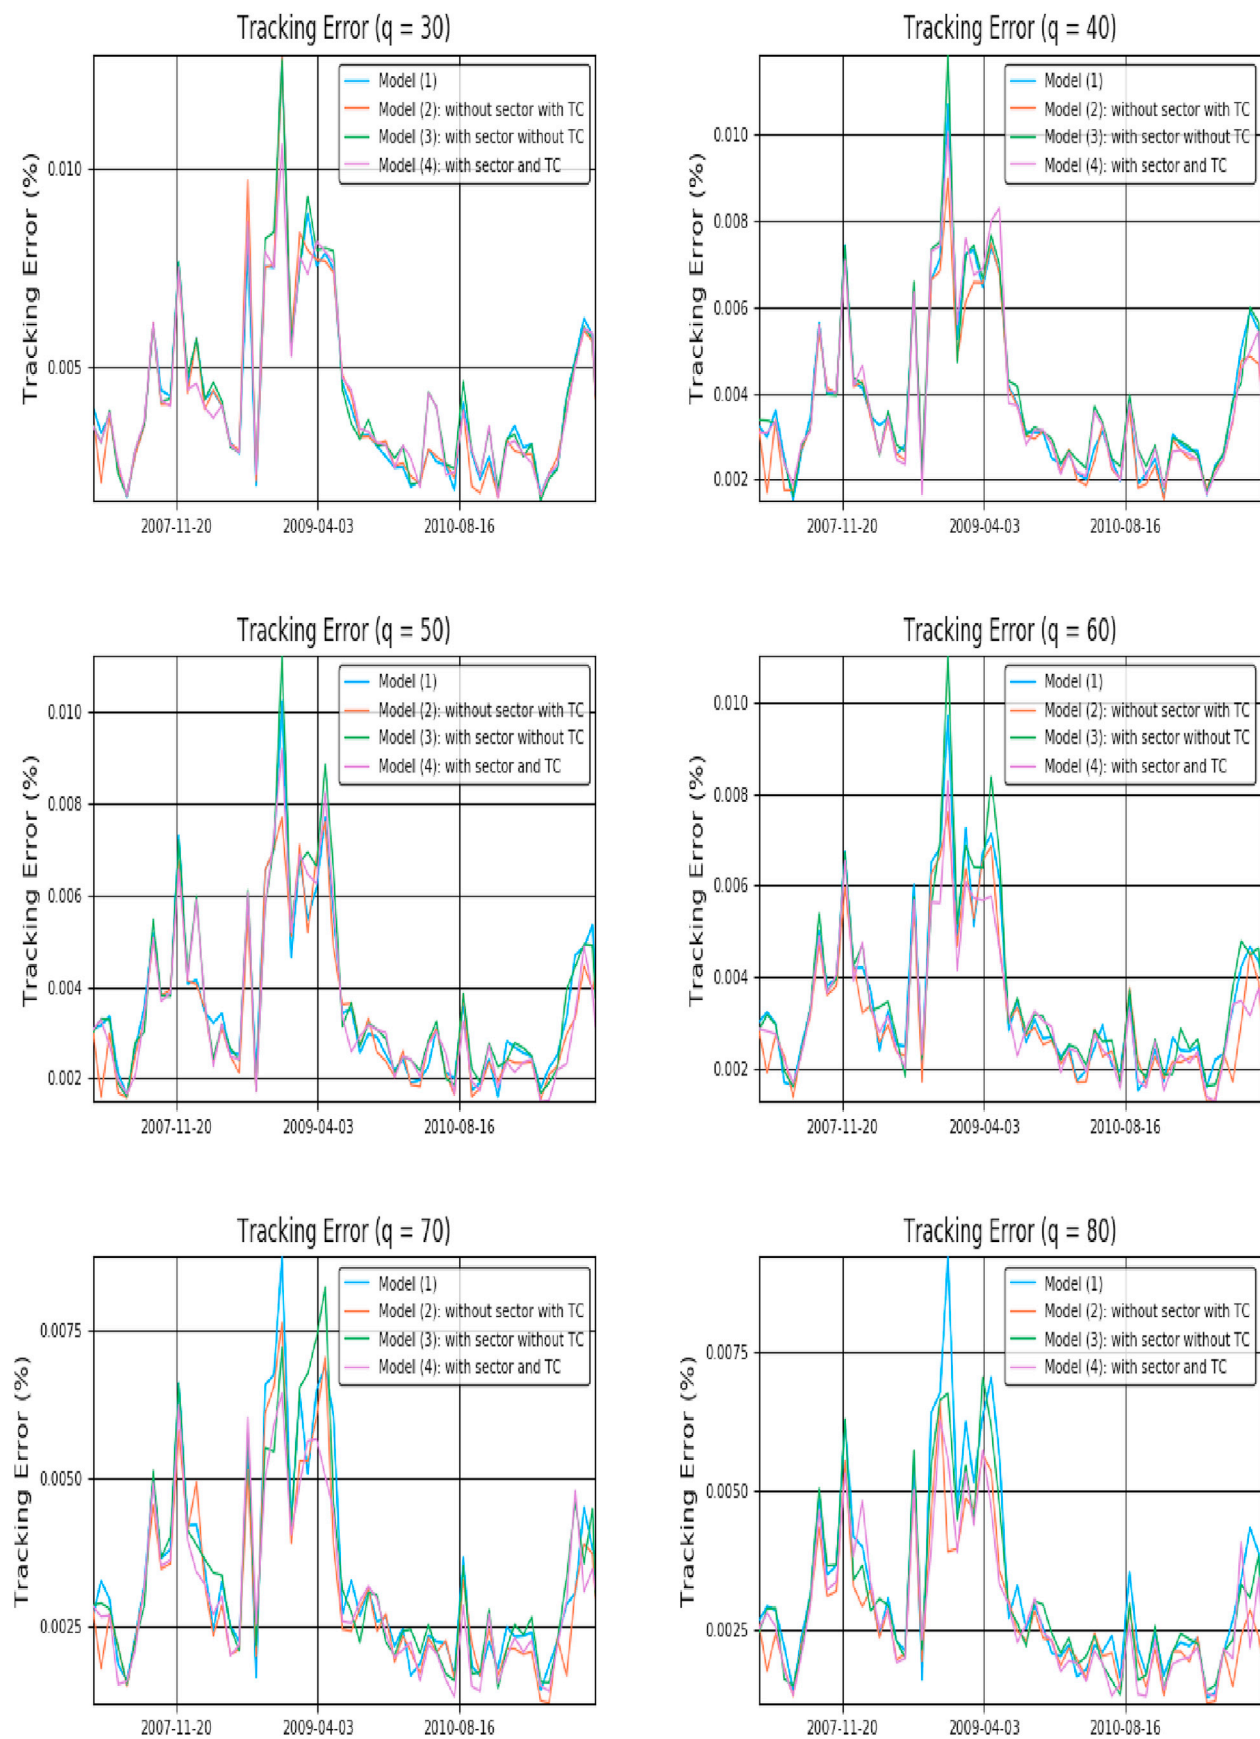 Tracking Error (q = 30)
Tracking Error (%)
0.010
0.005
Model (1)
Model (2): without sector with TC
Model (3): with sector without TC
Model (4): with sector and TC
2007-11-20 2009-04-03 2010-08-16
Tracking Error (q = 40)
Tracking Error (%)
0.010
0.008
0.006
0.004
0.002
Model (1)
Model (2): without sector with TC
Model (3): with sector without TC
Model (4): with sector and TC
2007-11-20 2009-04-03 2010-08-16
Tracking Error (q = 50)
Tracking Error (%)
0.010
0.008
0.006
0.004
0.002
Model (1)
Model (2): without sector with TC
Model (3): with sector without TC
Model (4): with sector and TC
2007-11-20 2009-04-03 2010-08-16
Tracking Error (q = 60)
Tracking Error (%)
0.010
0.008
0.006
0.004
0.002
Model (1)
Model (2): without sector with TC
Model (3): with sector without TC
Model (4): with sector and TC
2007-11-20 2009-04-03 2010-08-16
Tracking Error (q = 70)
Tracking Error (%)
0.0075
0.0050
0.0025
Model (1)
Model (2): without sector with TC
Model (3): with sector without TC
Model (4): with sector and TC
2007-11-20 2009-04-03 2010-08-16
Tracking Error (q = 80)
Tracking Error (%)
0.0075
0.0050
0.0025
Model (1)
Model (2): without sector with TC
Model (3): with sector without TC
Model (4): with sector and TC
2007-11-20 2009-04-03 2010-08-16